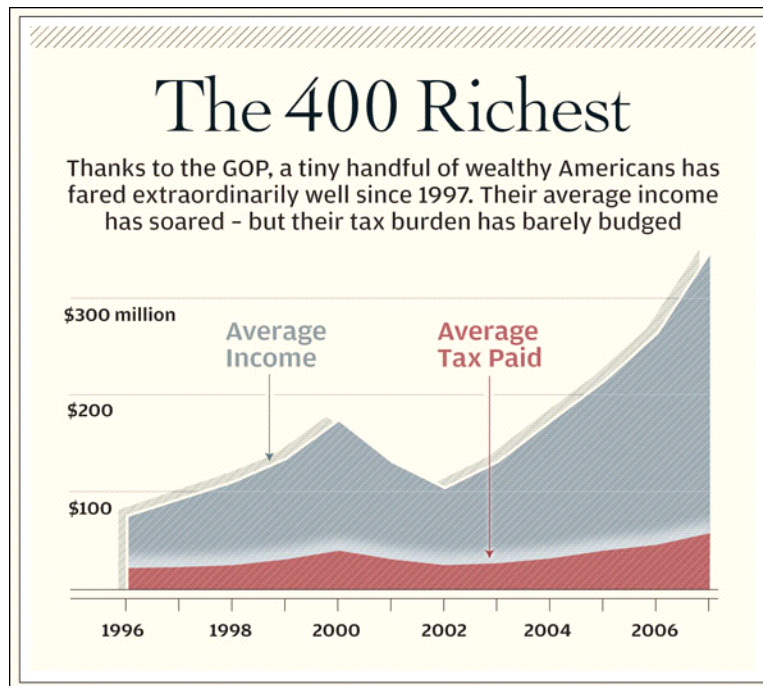 The 400 Richest
Thanks to the GOP, a tiny handful of wealthy Americans has
fared extraordinarily well since 1997. Their average income
has soared – but their tax burden has barely budged
$300 million
Average
Income
Average
Tax Paid
$200
$100
1996
1998
2000
2002
2004
2006